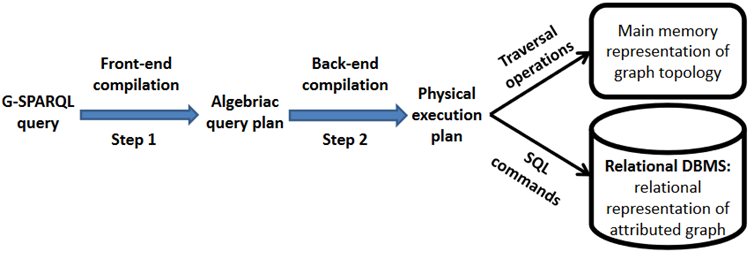 G-SPARQL
query
Front-end
compilation
Step 1
Algebriac
query plan
Back-end
compilation
Step 2
Physical
execution
plan
Traversal
operations
SQL
commands
Main memory
representation of
graph topology
Relational DBMS:
relational
representation of
attributed graph